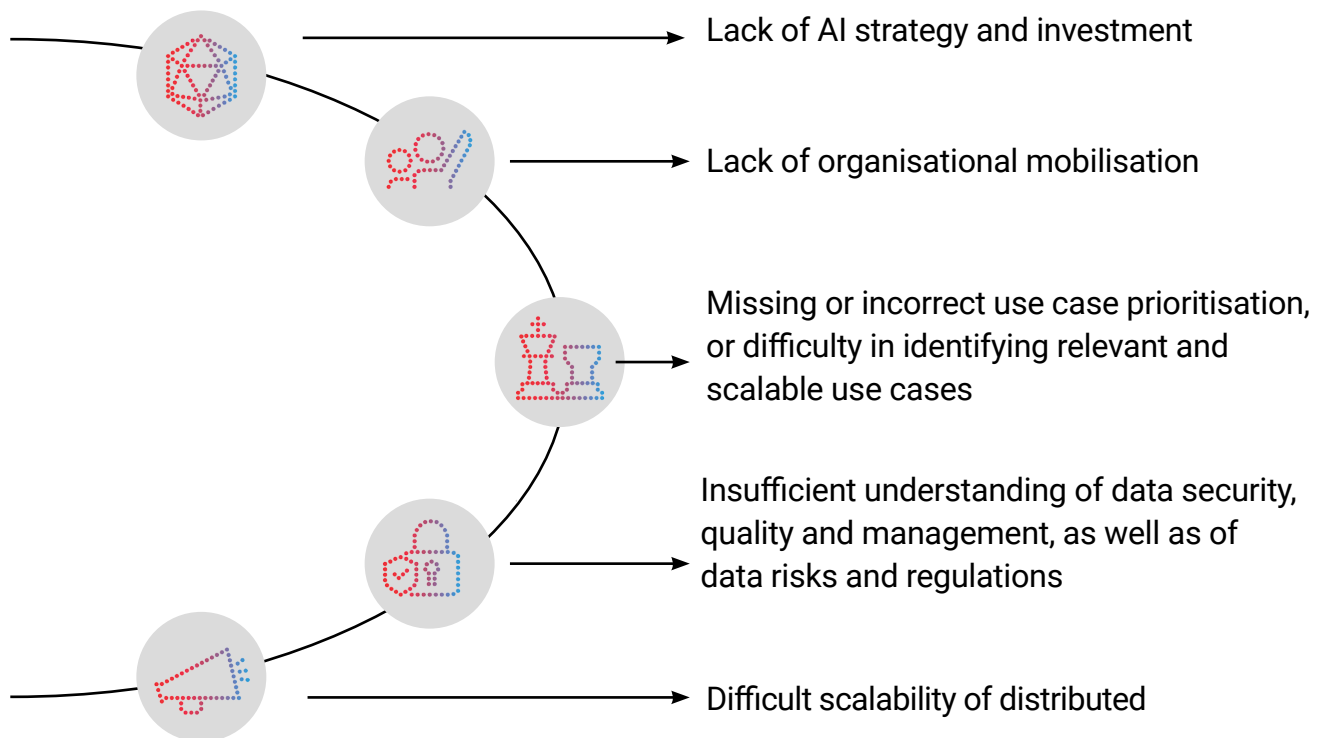 Lack of AI strategy and investment
Lack of organisational mobilisation
Missing or incorrect use case prioritisation,
or difficulty in identifying relevant and
scalable use cases
Insufficient understanding of data security,
quality and management, as well as of
data risks and regulations
Difficult scalability of distributed